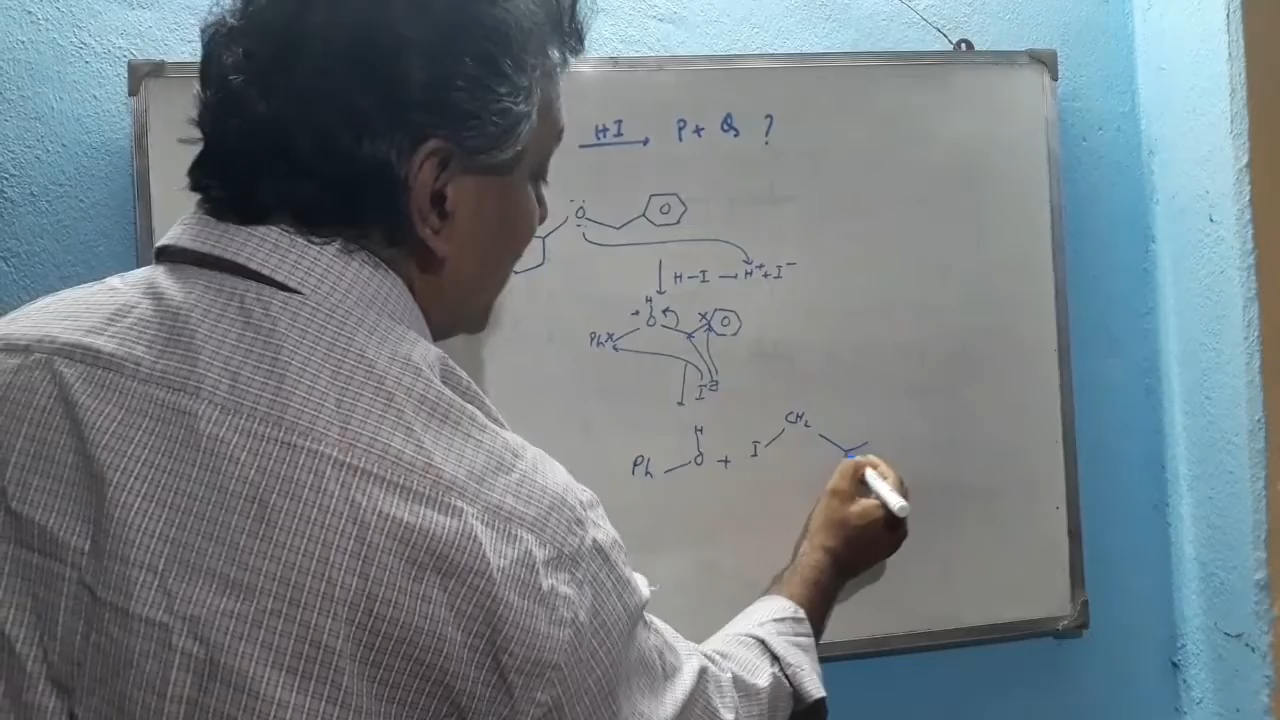 HI P + Q ?
O O
H-I → H⁺ + I⁻
H
+ O X O
Ph X
I⊖
CH₂
H I
Ph O +